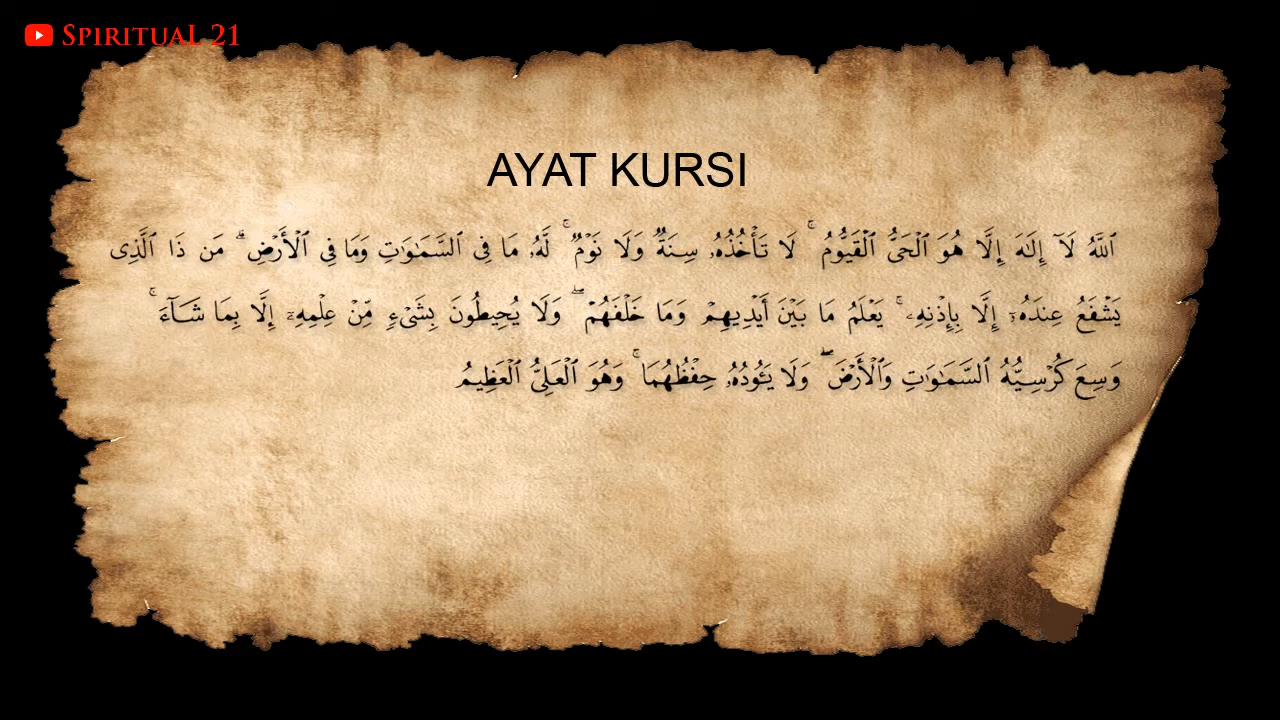 SPIRITUAL 21
AYAT KURSI
ٱللَّهُ لَآ إِلَـٰهَ إِلَّا هُوَ ٱلْحَىُّ ٱلْقَيُّومُ ۚ لَا تَأْخُذُهُۥ سِنَةٌ وَلَا نَوْمٌ ۚ لَّهُۥ مَا فِى ٱلسَّمَـٰوَٰتِ وَمَا فِى ٱلْأَرْضِ ۗ مَن ذَا ٱلَّذِى
يَشْفَعُ عِندَهُۥٓ إِلَّا بِإِذْنِهِۦ ۚ يَعْلَمُ مَا بَيْنَ أَيْدِيهِمْ وَمَا خَلْفَهُمْ ۖ وَلَا يُحِيطُونَ بِشَىْءٍ مِّنْ عِلْمِهِۦٓ إِلَّا بِمَا شَآءَ ۚ
وَسِعَ كُرْسِيُّهُ ٱلسَّمَـٰوَٰتِ وَٱلْأَرْضَ ۖ وَلَا يَـُٔودُهُۥ حِفْظُهُمَا ۚ وَهُوَ ٱلْعَلِىُّ ٱلْعَظِيمُ